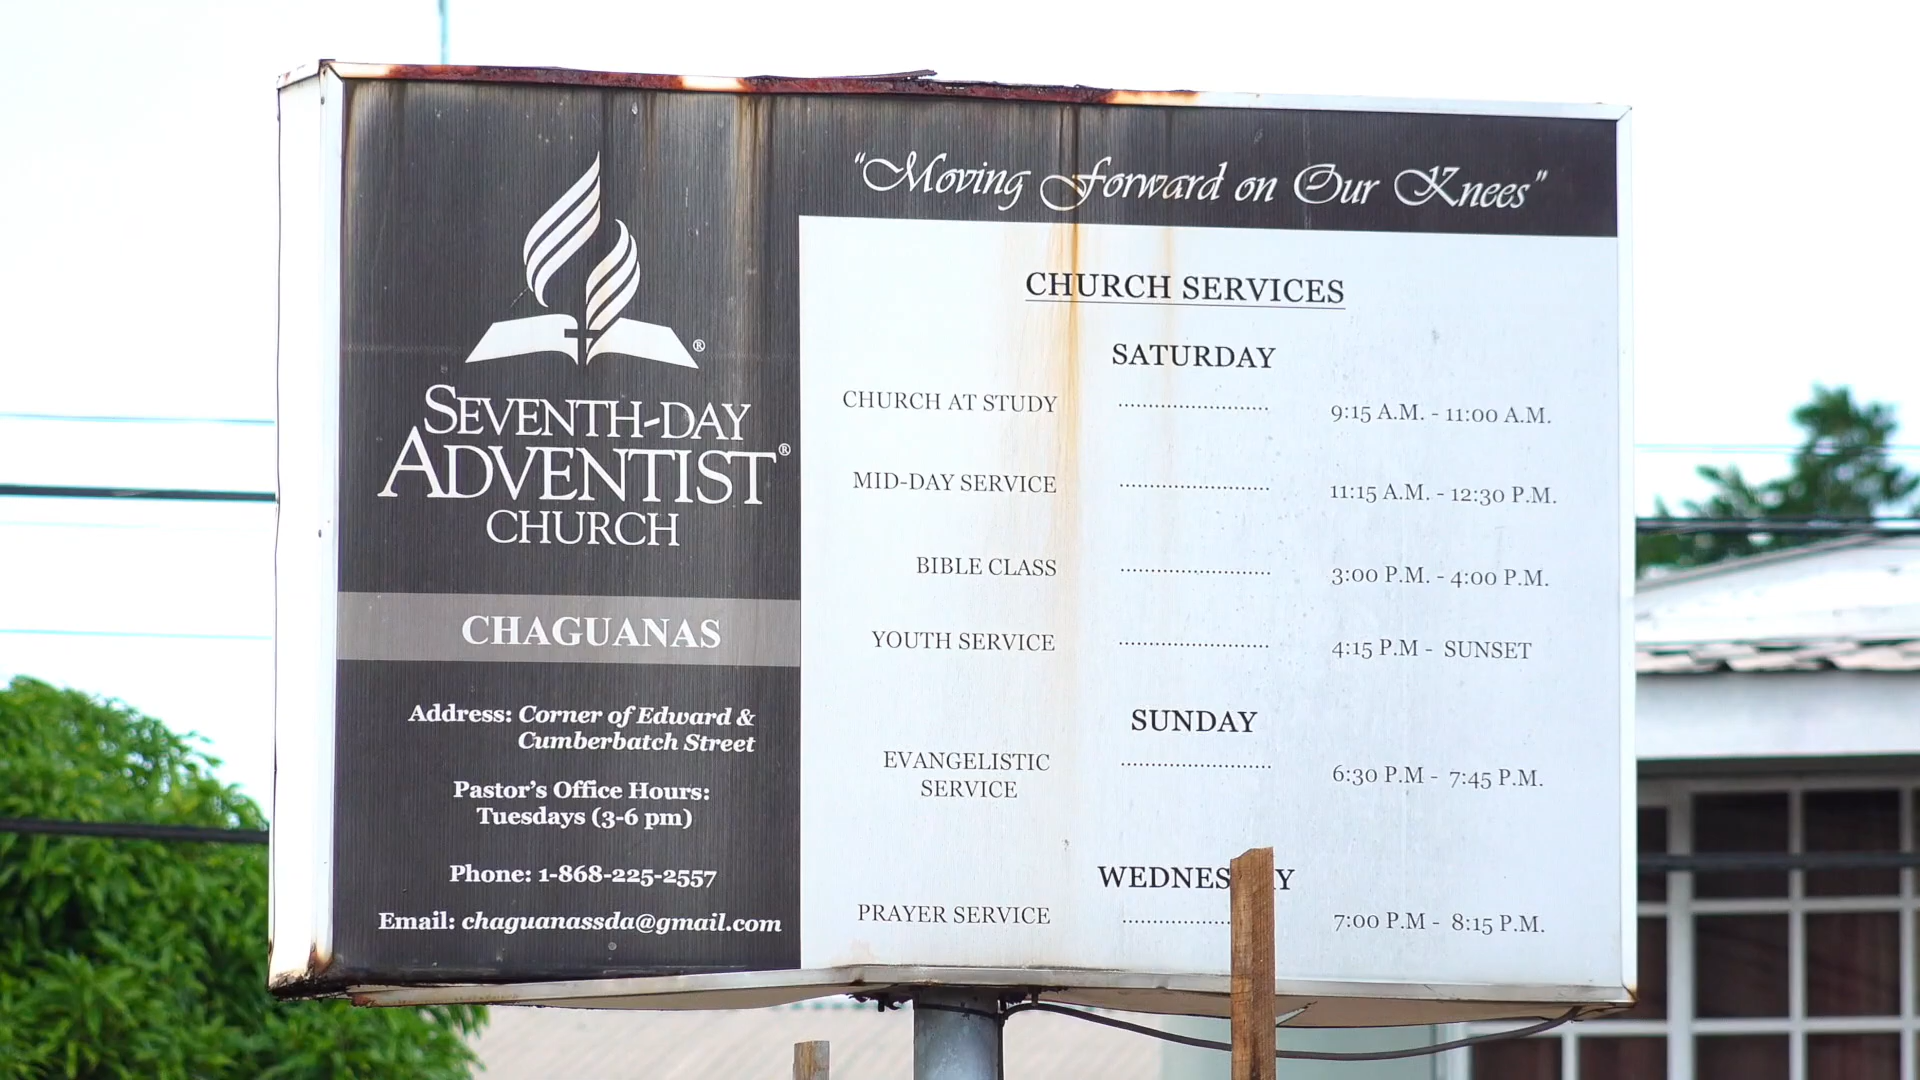 "Moving Forward on Our Knees"
®
SEVENTH-DAY
ADVENTIST®
CHURCH
CHAGUANAS
Address: Corner of Edward &
Cumberbatch Street
Pastor's Office Hours:
Tuesdays (3-6 pm)
Phone: 1-868-225-2557
Email: chaguanassda@gmail.com
CHURCH SERVICES
SATURDAY
CHURCH AT STUDY ........................... 9:15 A.M. - 11:00 A.M.
MID-DAY SERVICE ........................... 11:15 A.M. - 12:30 P.M.
BIBLE CLASS ........................... 3:00 P.M. - 4:00 P.M.
YOUTH SERVICE ........................... 4:15 P.M - SUNSET
SUNDAY
EVANGELISTIC ........................... 6:30 P.M - 7:45 P.M.
SERVICE
WEDNESDAY
PRAYER SERVICE .................... 7:00 P.M - 8:15 P.M.